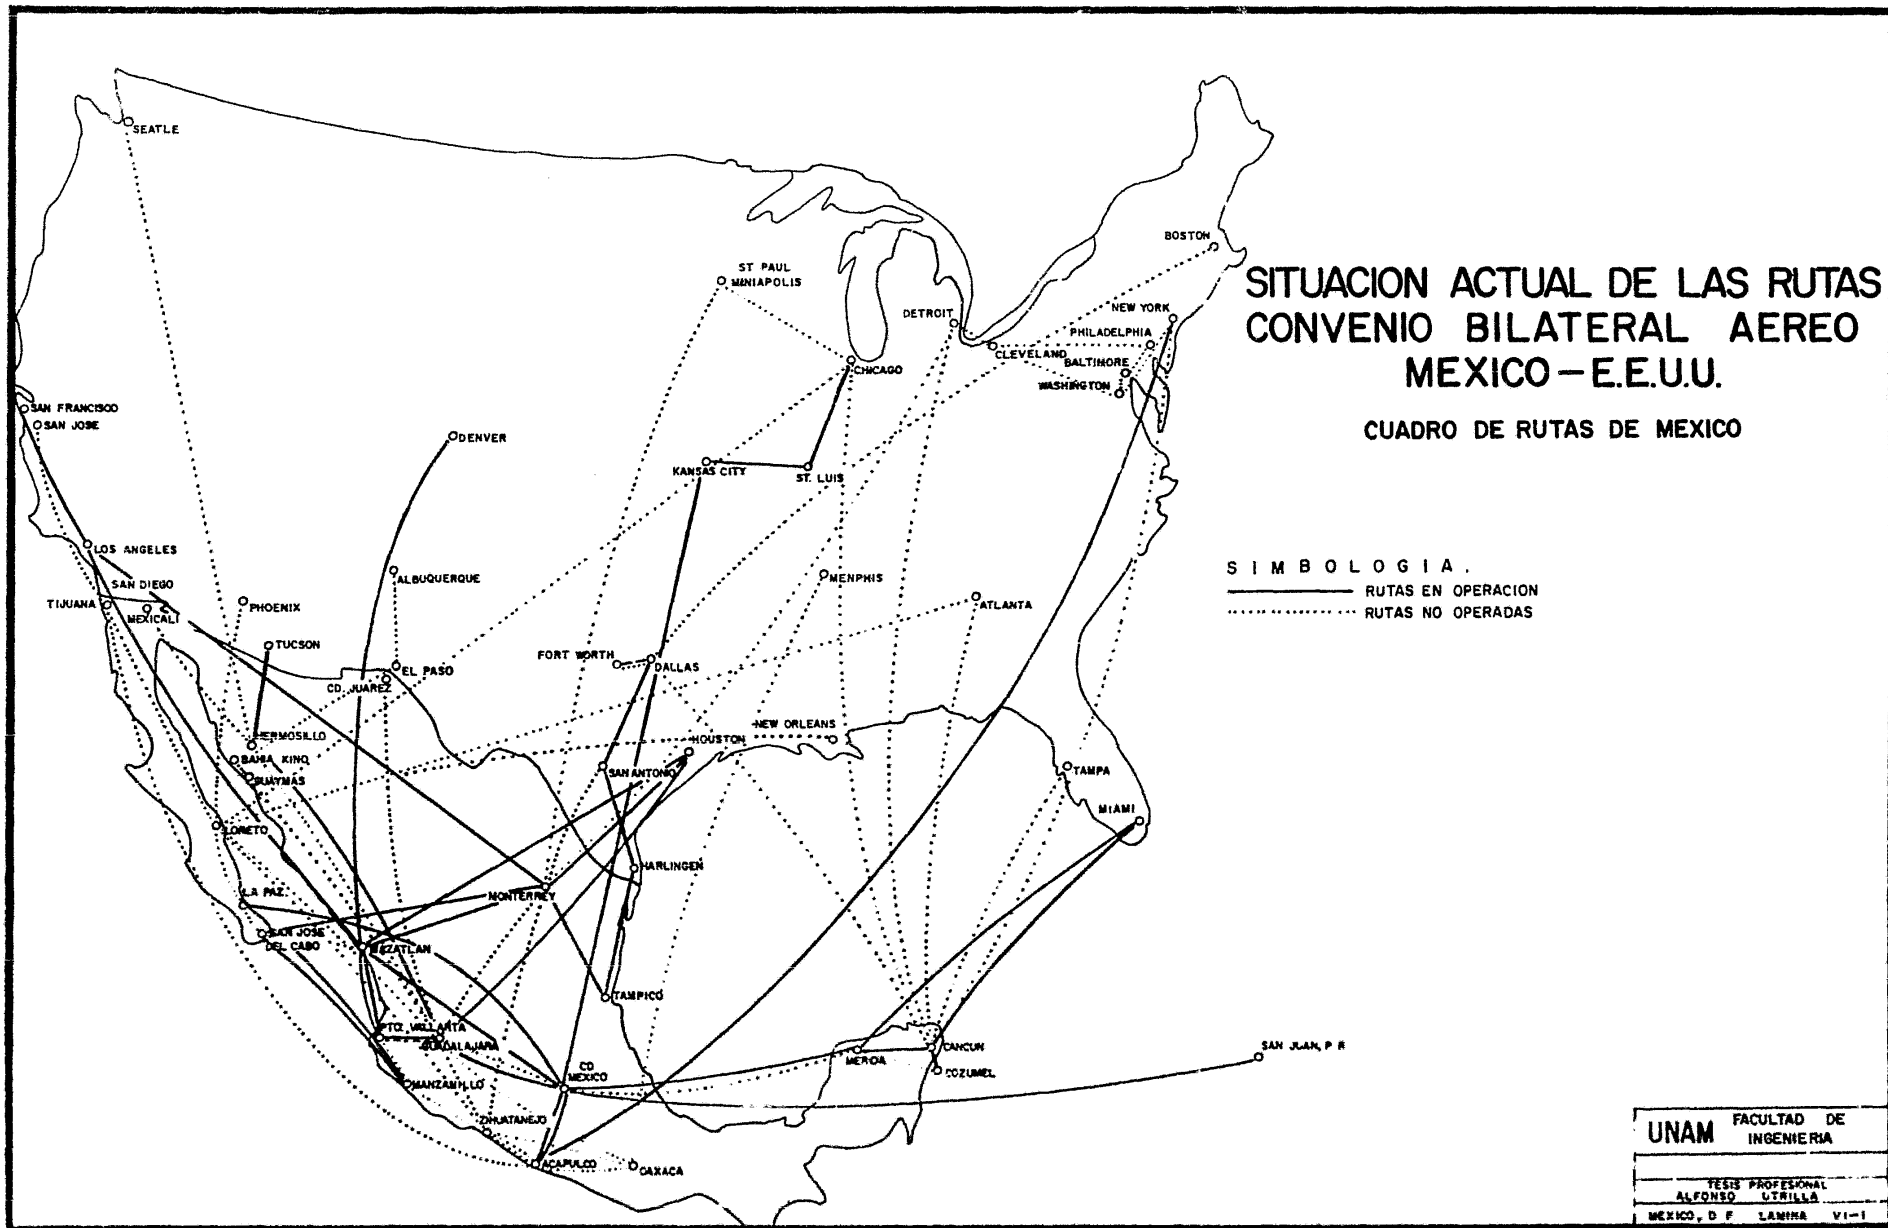 SEATLE
BOSTON
ST PAUL
MINIAPOLIS
SITUACION ACTUAL DE LAS RUTAS
CONVENIO BILATERAL AEREO
MEXICO-E.E.U.U.
CUADRO DE RUTAS DE MEXICO
DETROIT
NEW YORK
PHILADELPHIA
CLEVELAND
BALTIMORE
WASHINGTON
CHICAGO
SAN FRANCISCO
SAN JOSE
DENVER
KANSAS CITY
ST. LUIS
LOS ANGELES
SAN DIEGO
TIJUANA
MEXICALI
PHOENIX
ALBUQUERQUE
MENPHIS
ATLANTA
SIMBOLOGIA.
RUTAS EN OPERACION
RUTAS NO OPERADAS
TUCSON
FORT WORTH
DALLAS
EL PASO
CD. JUAREZ
NEW ORLEANS
HERMOSILLO
HOUSTON
BAHIA KINO
SAN ANTONIO
GUAYMAS
TAMPA
MIAMI
LORETO
HARLINGEN
MONTERREY
LA PAZ
SAN JOSE
DEL CABO
MAZATLAN
TAMPICO
PTO. VALLARTA
GUADALAJARA
MERIDA
CANCUN
SAN JUAN, P R
COZUMEL
CD
MEXICO
MANZANILLO
ZIHUATANEJO
ACAPULCO
OAXACA
UNAM FACULTAD DE
INGENIERIA
TESIS PROFESIONAL
ALFONSO UTRILLA
MEXICO, D F LAMINA VI-1